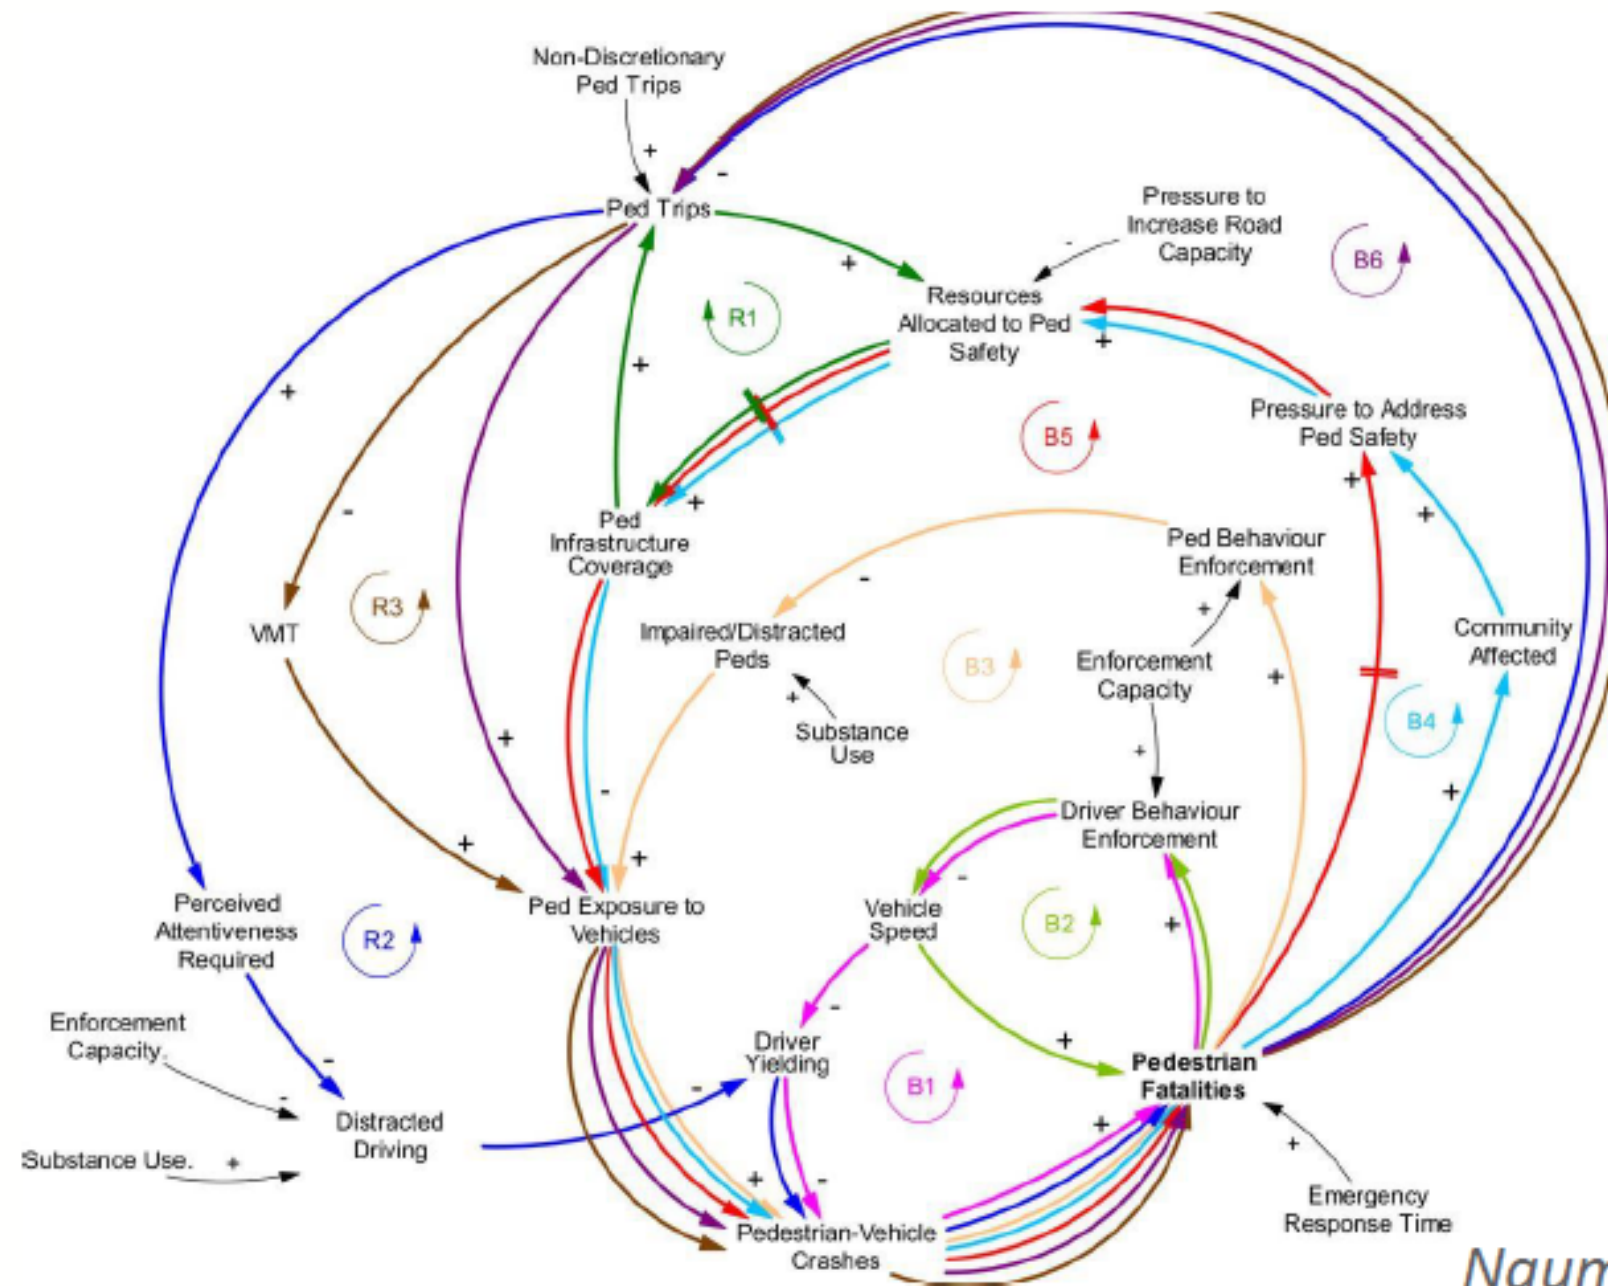 Non-Discretionary
Ped Trips
+
-
Ped Trips
Pressure to
Increase Road
Capacity
-
+
B6
Resources
Allocated to Ped
Safety
R1
+
+
+
Pressure to Address
Ped Safety
B5
+
-
+
+
Ped
Infrastructure
Coverage
Ped Behaviour
Enforcement
-
+
R3
VMT
Impaired/Distracted
Peds
B3
Enforcement
Capacity
+
Community
Affected
+
Substance
Use
B4
+
+
-
+
Driver Behaviour
Enforcement
+
+
-
Perceived
Attentiveness
Required
R2
Ped Exposure to
Vehicles
Vehicle
Speed
B2
+
Enforcement
Capacity.
-
-
-
+
Driver
Yielding
B1
Pedestrian
Fatalities
-
Distracted
Driving
+
+
Substance Use.
+
+
-
Emergency
Response Time
Pedestrian-Vehicle
Crashes
Naum